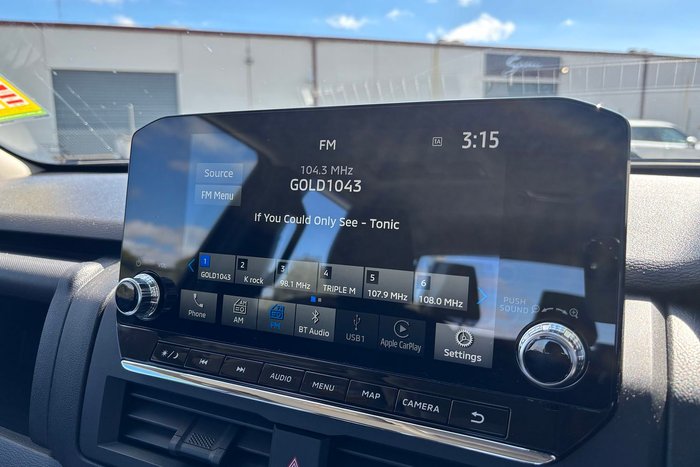 FM
TA
3:15
Source
FM Menu
104.3 MHz
GOLD1043
If You Could Only See - Tonic
1 GOLD1043
2 K rock
3 98.1 MHz
4 TRIPLE M
5 107.9 MHz
6 108.0 MHz
Phone
AM
FM
BT Audio
USB1
Apple CarPlay
Settings
VOL
PUSH
SOUND
AUDIO
MENU
MAP
CAMERA